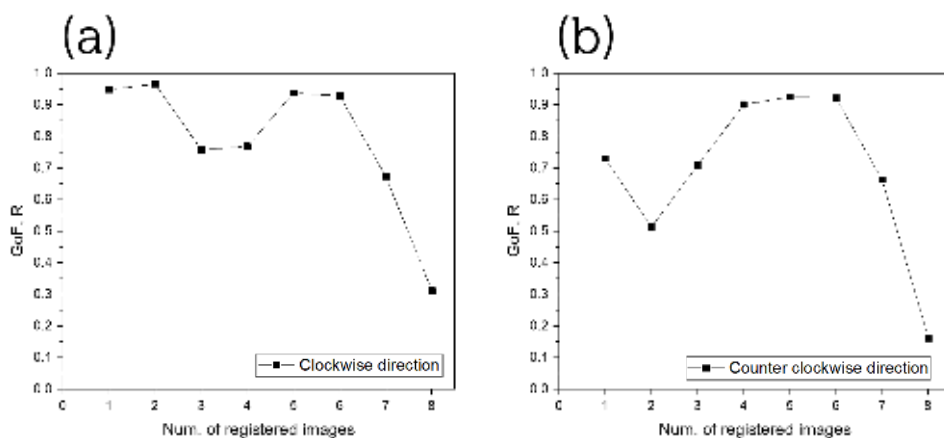 (a)
1.0
0.9
0.8
0.7
0.6
0.5
0.4
0.3
0.2
0.1
0.0
GoF. R
Clockwise direction
0 1 2 3 4 5 6 7 8
Num. of registered images
(b)
1.0
0.9
0.8
0.7
0.6
0.5
0.4
0.3
0.2
0.1
0.0
GoF. R
Counter clockwise direction
0 1 2 3 4 5 6 7 8
Num. of registered images